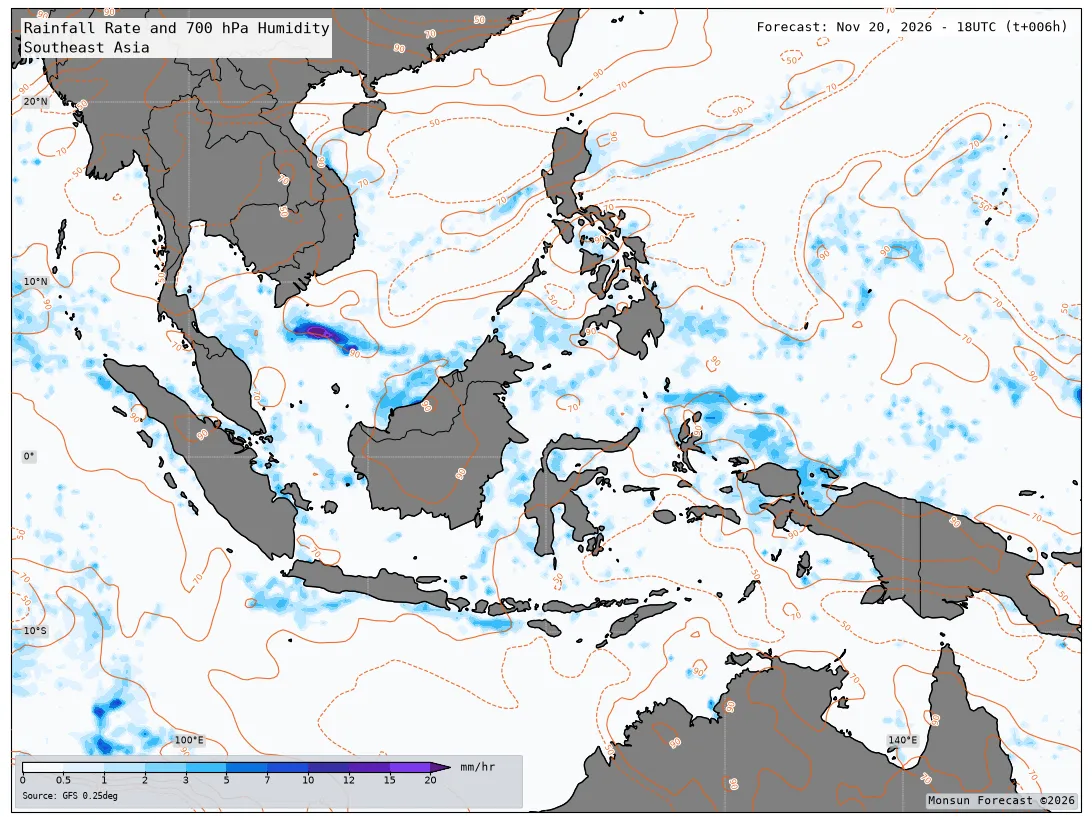 Rainfall Rate and 700 hPa Humidity
Southeast Asia
Forecast: Nov 20, 2026 - 18UTC (t+006h)
20°N
10°N
0°
10°S
100°E
140°E
0 0.5 1 2 3 5 7 10 12 15 20 mm/hr
Source: GFS 0.25deg
Monsun Forecast ©2026